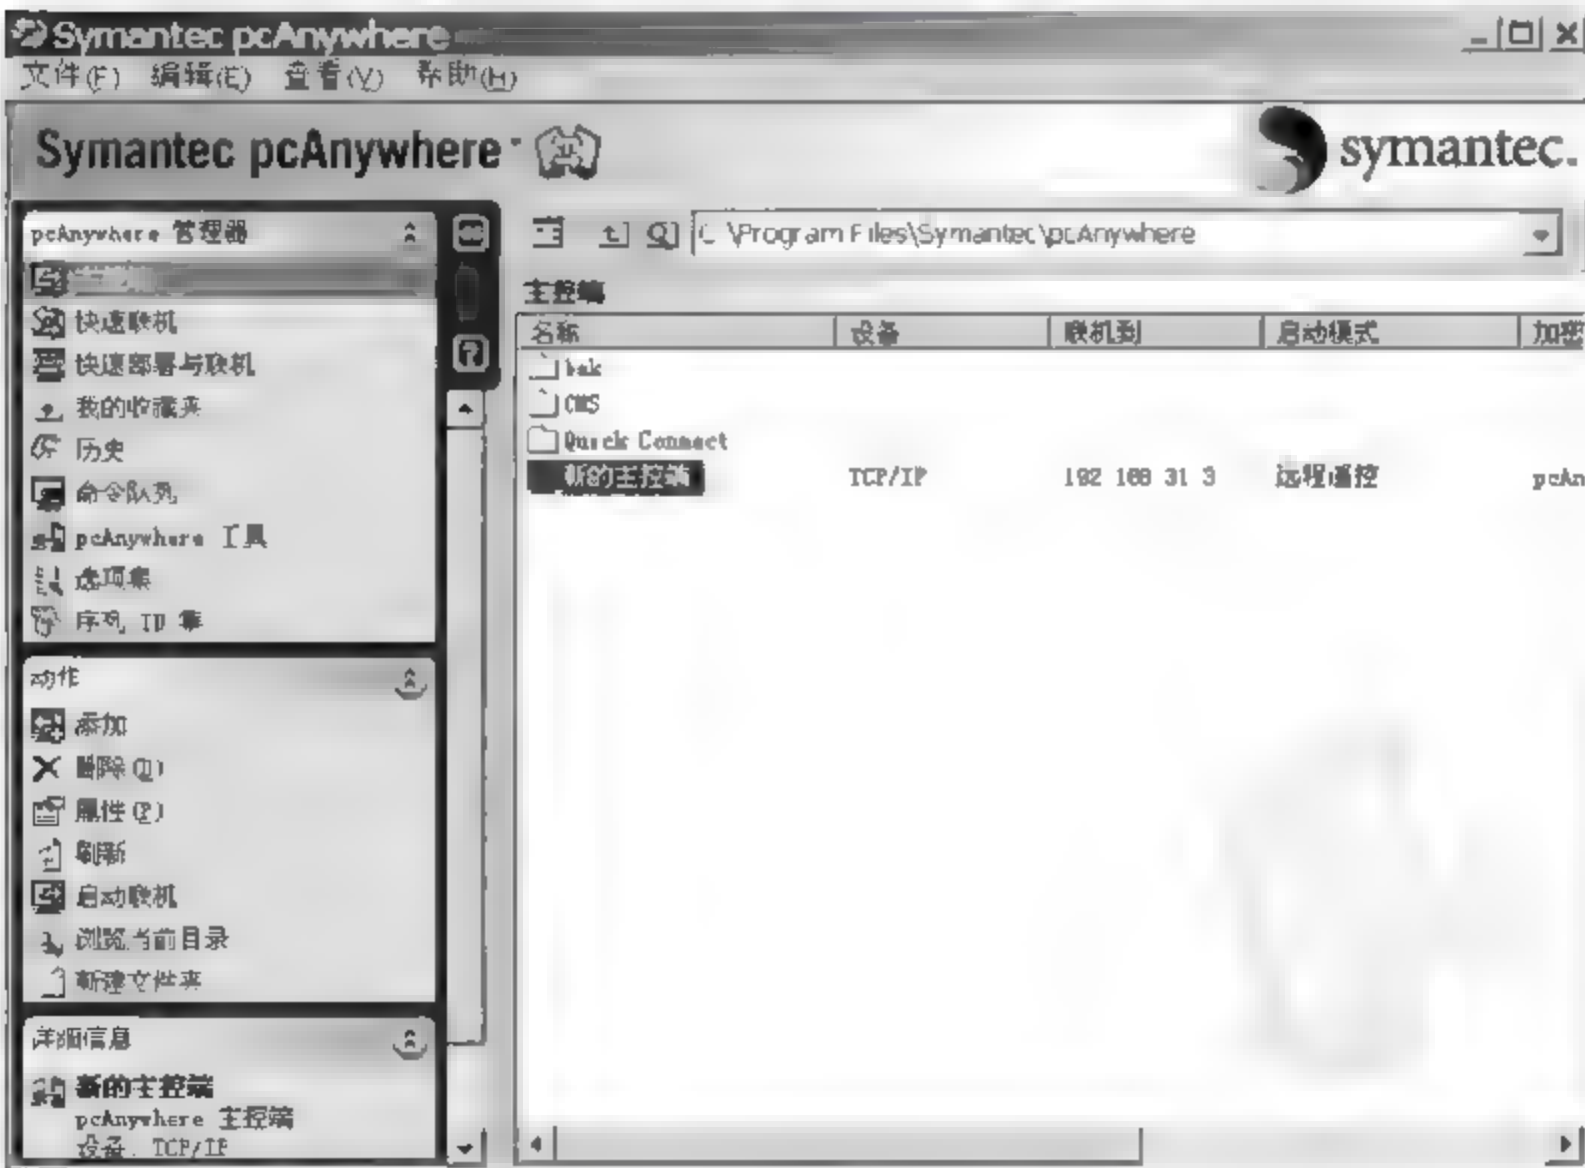 Symantec pcAnywhere
文件(F) 编辑(E) 查看(V) 帮助(H)
Symantec pcAnywhere
symantec.
pcAnywhere 管理器
C:\Program Files\Symantec\pcAnywhere
主控端
快速联机
快速部署与联机
我的收藏夹
历史
命令队列
pcAnywhere 工具
选项集
序列 ID 集
名称 设备 联机到 启动模式 加密
bak
CMS
Quick Connect
新的主控端 TCP/IP 192 168 31 3 远程遥控 pcAn
动作
添加
删除(D)
属性(P)
刷新
启动联机
浏览当前目录
新建文件夹
详细信息
新的主控端
pcAnywhere 主控端
设备: TCP/IP